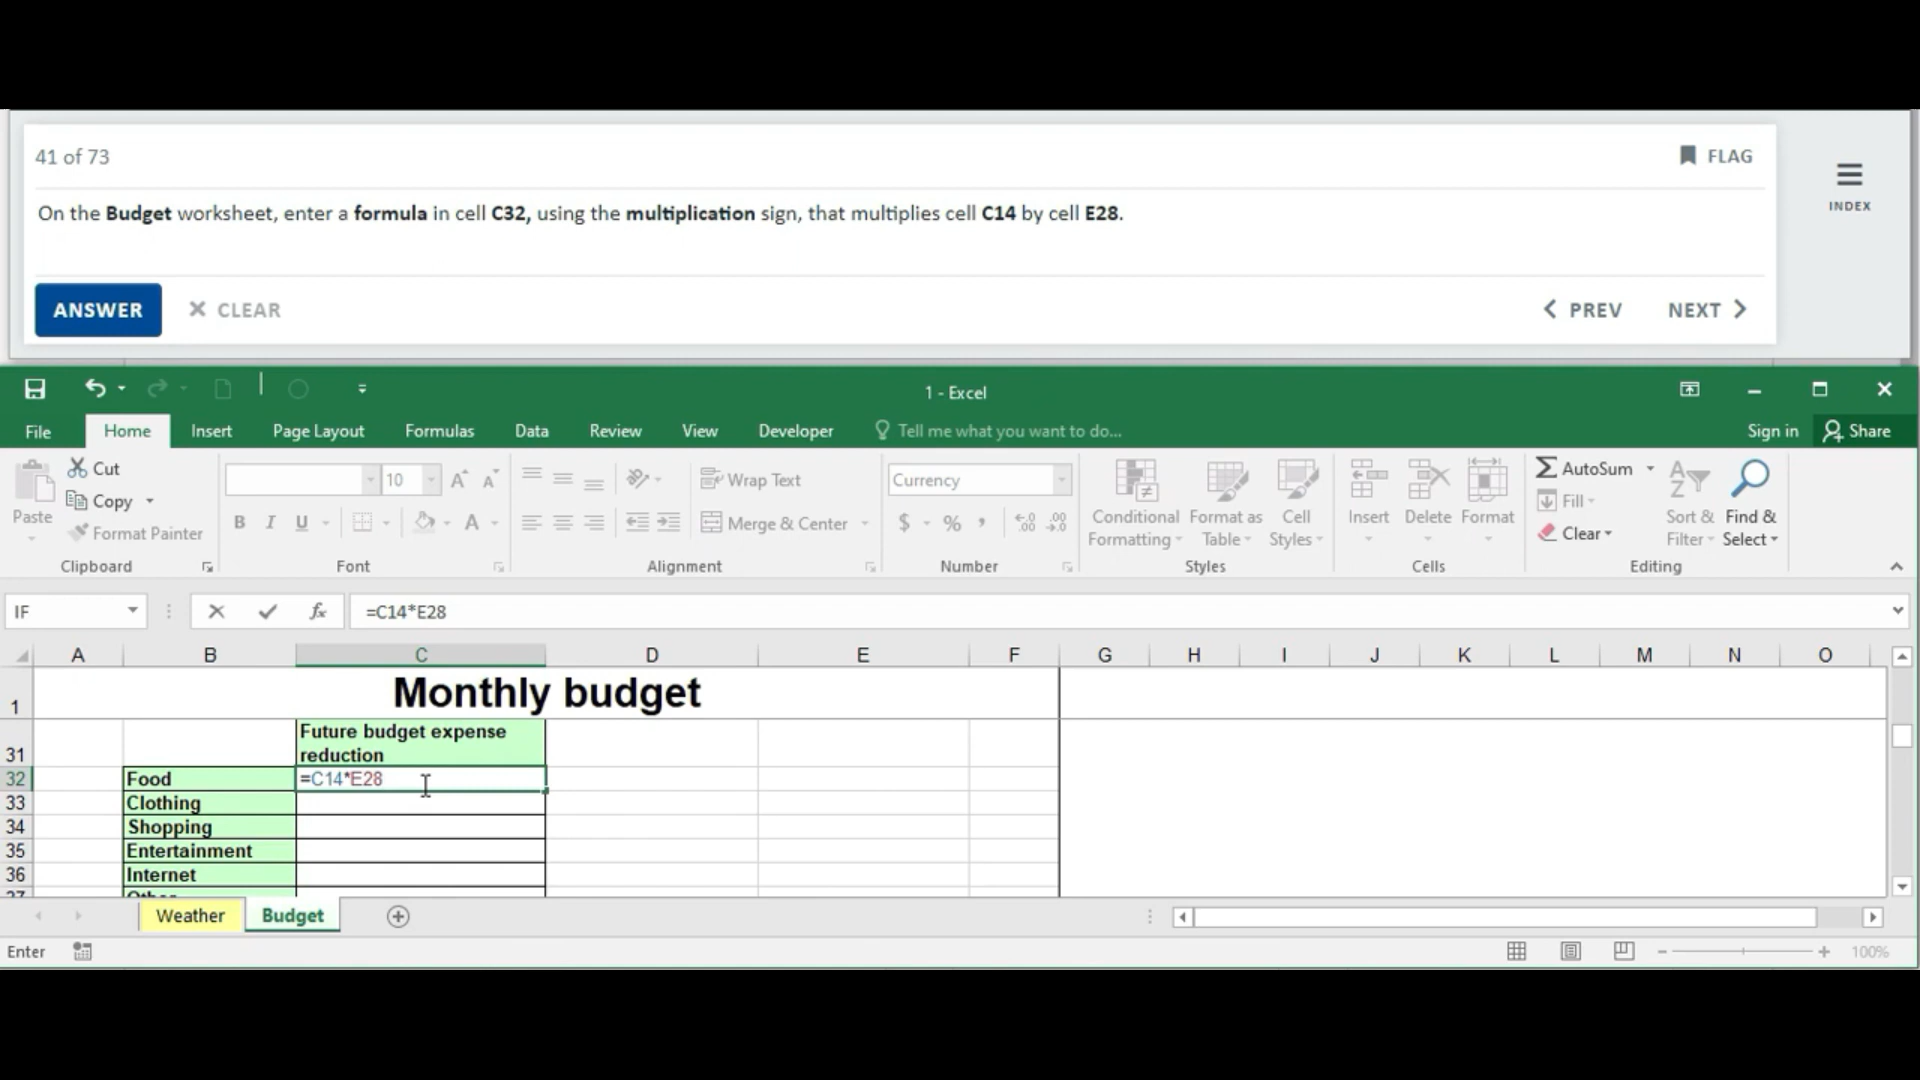 41 of 73
FLAG
INDEX
On the Budget worksheet, enter a formula in cell C32, using the multiplication sign, that multiplies cell C14 by cell E28.
ANSWER
CLEAR
PREV
NEXT
1 - Excel
File Home Insert Page Layout Formulas Data Review View Developer Tell me what you want to do... Sign in Share
Cut
Copy
Format Painter
Paste
Clipboard
10
B I U
Font
Wrap Text
Merge & Center
Alignment
Currency
$ % ,
Number
Conditional Formatting
Format as Table
Cell Styles
Styles
Insert Delete Format
Cells
AutoSum
Fill
Clear
Sort & Filter
Find & Select
Editing
IF
fx
=C14*E28
A B C D E F G H I J K L M N O
1 Monthly budget
31 Future budget expense reduction
32 Food =C14*E28
33 Clothing
34 Shopping
35 Entertainment
36 Internet
37 Other
Weather Budget
Enter
100%